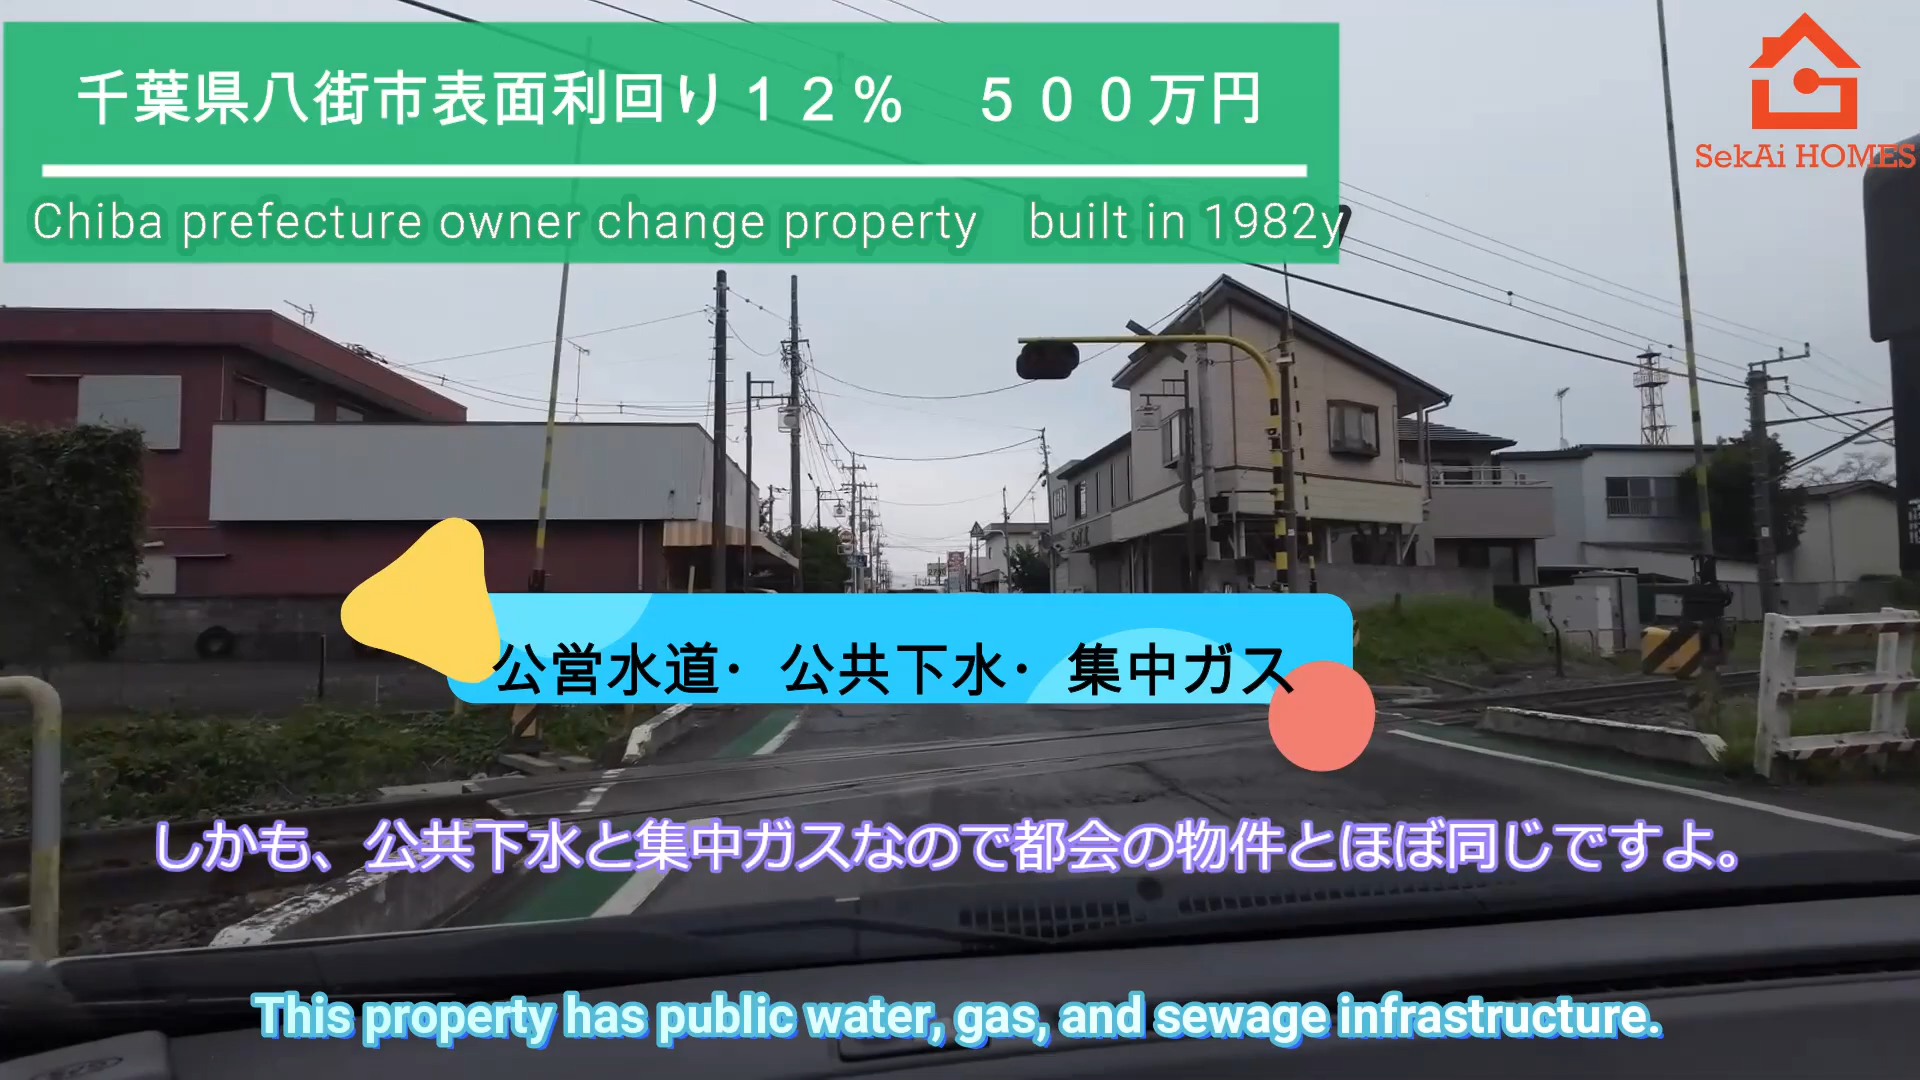 千葉県八街市表面利回り１２％　５００万円
SekAi HOMES
Chiba prefecture owner change property　built in 1982y
公営水道・公共下水・集中ガス
しかも、公共下水と集中ガスなので都会の物件とほぼ同じですよ。
This property has public water, gas, and sewage infrastructure.